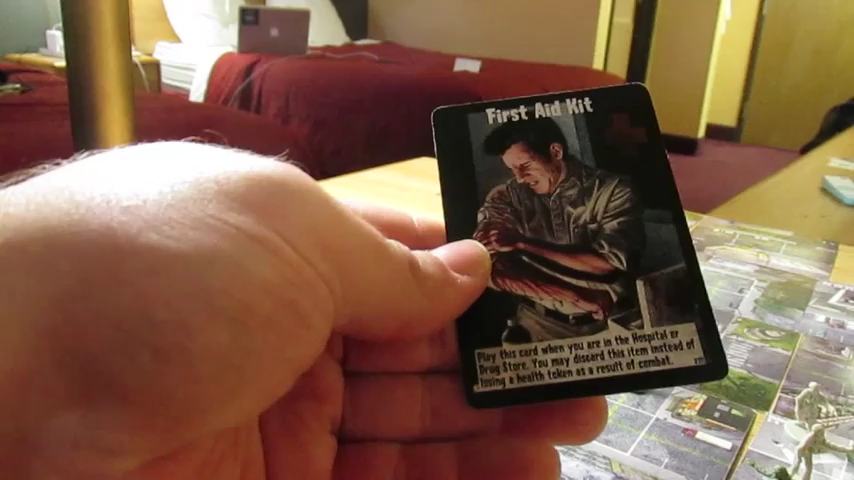 First Aid Kit
Play this card when you are in the Hospital or
Drug Store. You may discard this item instead of
losing a health token as a result of combat.